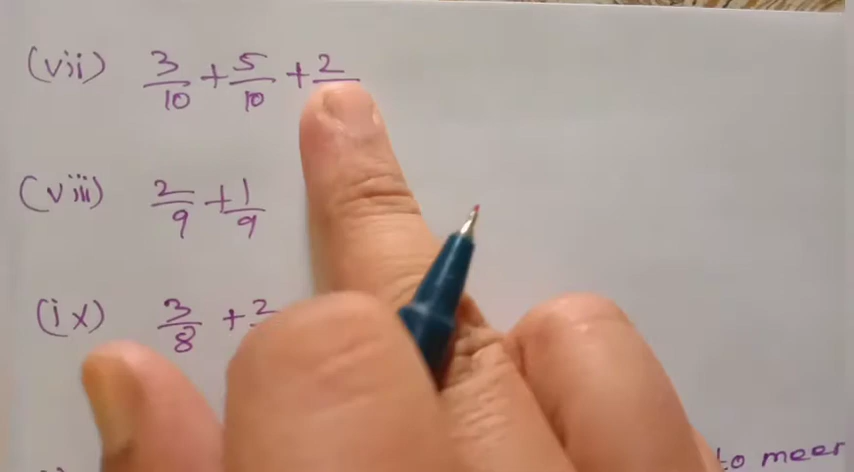 (vii) 3/10 + 5/10 + 2/
(viii) 2/9 + 1/9
(ix) 3/8 + 2/
to meer